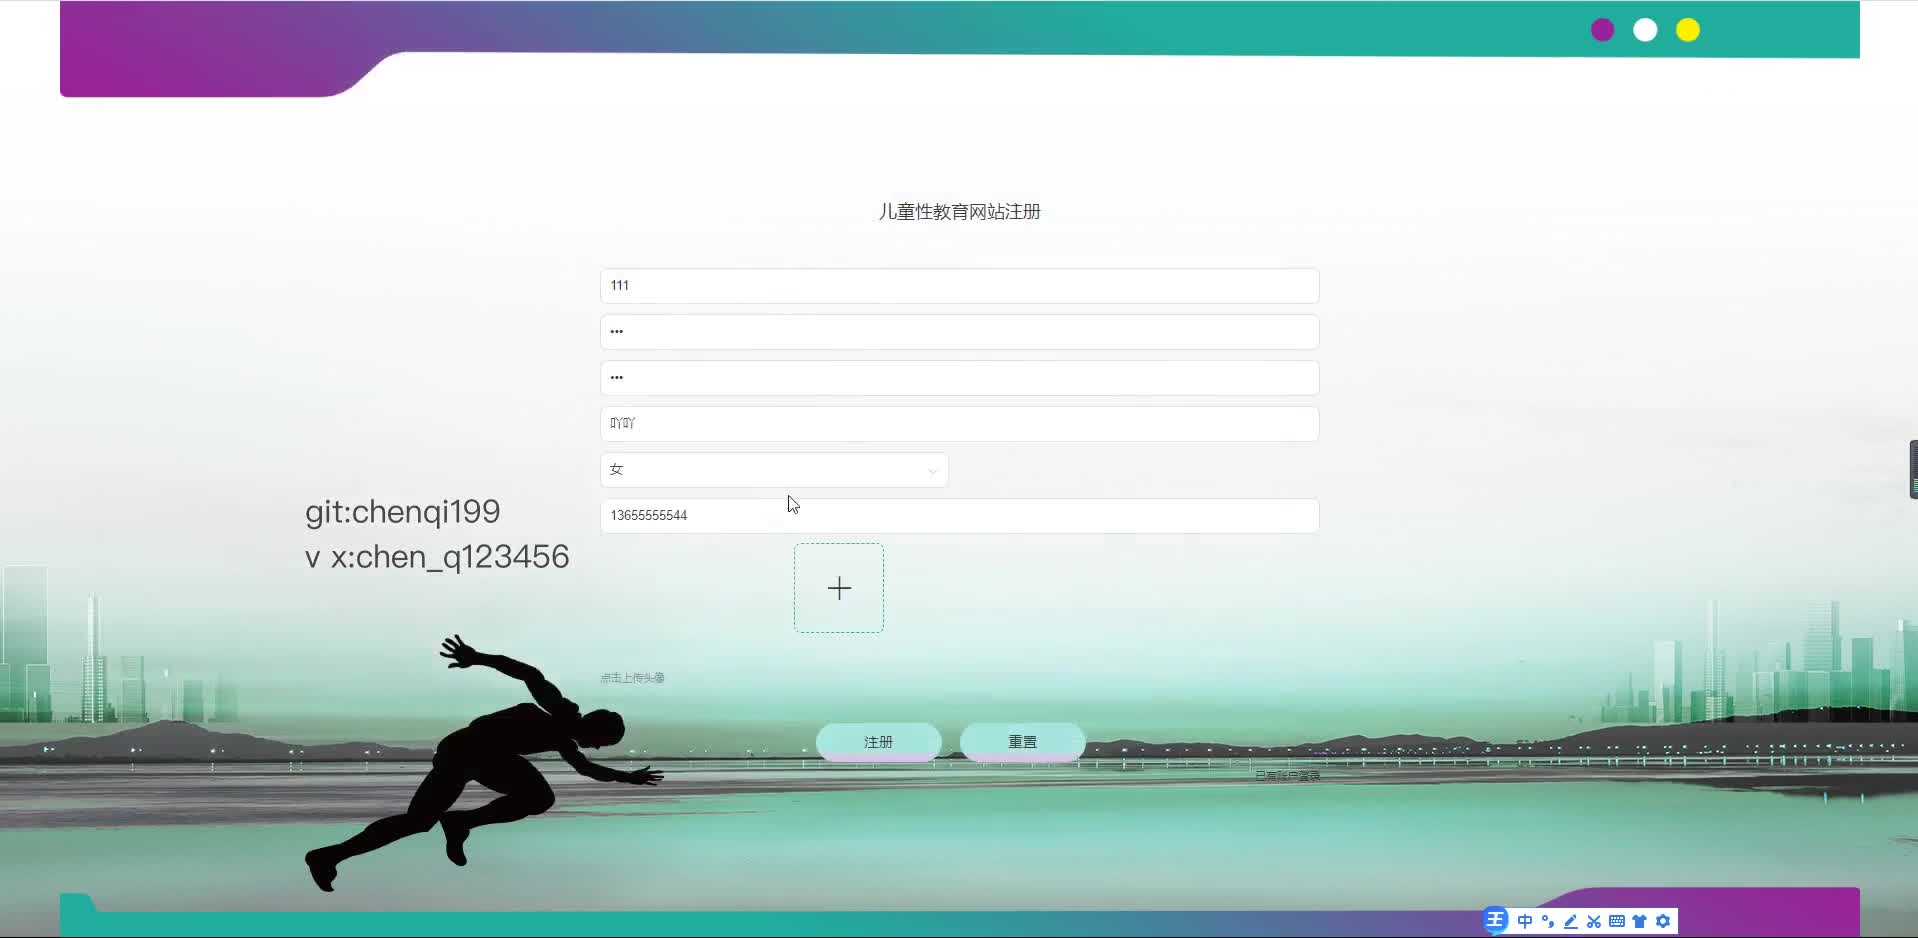 儿童性教育网站注册
111
•••
•••
吖吖
女
13655555544
git:chenqi199
v x:chen_q123456
点击上传头像
注册
重置
已有账户登录
王 中